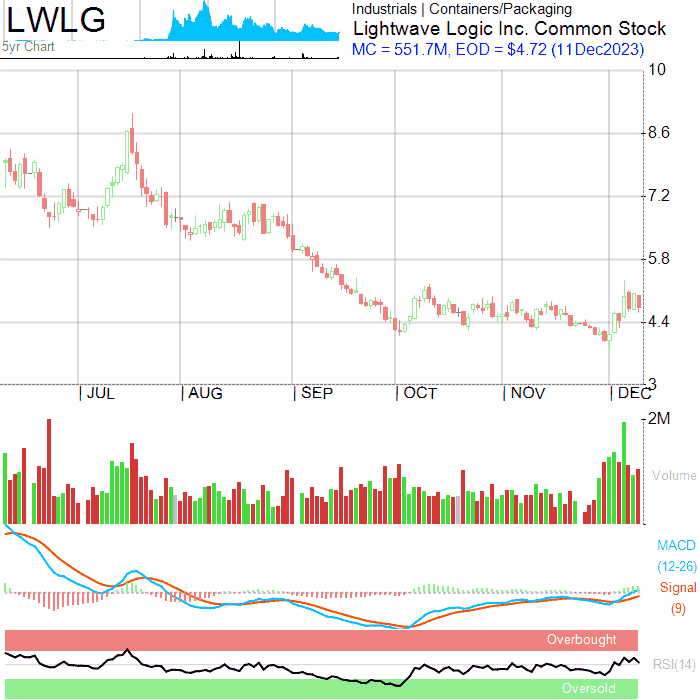 LWLG
5yr Chart
Industrials | Containers/Packaging
Lightwave Logic Inc. Common Stock
MC = 551.7M, EOD = $4.72 (11Dec2023)
10
8.6
7.2
5.8
4.4
3
JUL
AUG
SEP
OCT
NOV
DEC
2M
Volume
MACD
(12-26)
Signal
(9)
Overbought
RSI(14)
Oversold